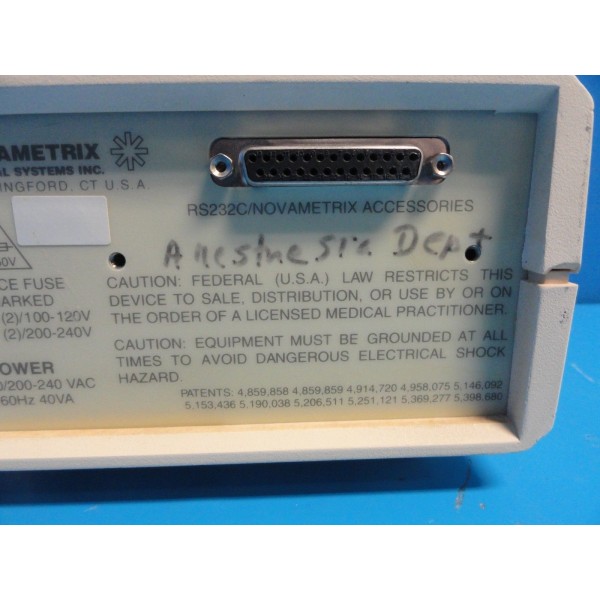 AMETRIX
L SYSTEMS INC.
INGFORD, CT U.S.A.
50V
CE FUSE
ARKED
(2)/100-120V
(2)/200-240V
OWER
0/200-240 VAC
/60Hz 40VA
RS232C/NOVAMETRIX ACCESSORIES
Anesthesia Dept
CAUTION: FEDERAL (U.S.A.) LAW RESTRICTS THIS
DEVICE TO SALE, DISTRIBUTION, OR USE BY OR ON
THE ORDER OF A LICENSED MEDICAL PRACTITIONER.
CAUTION: EQUIPMENT MUST BE GROUNDED AT ALL
TIMES TO AVOID DANGEROUS ELECTRICAL SHOCK
HAZARD.
PATENTS: 4,859,858 4,859,859 4,914,720 4,958,075 5,146,092
5,153,436 5,190,038 5,206,511 5,251,121 5,369,277 5,398,680